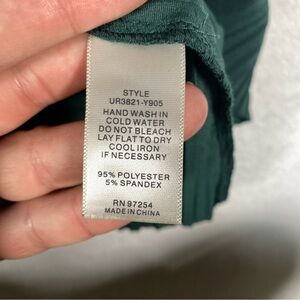 STYLE
UR3821-Y905
HAND WASH IN
COLD WATER
DO NOT BLEACH
LAY FLAT TO DRY
COOL IRON
IF NECESSARY
95% POLYESTER
5% SPANDEX
RN 97254
MADE IN CHINA